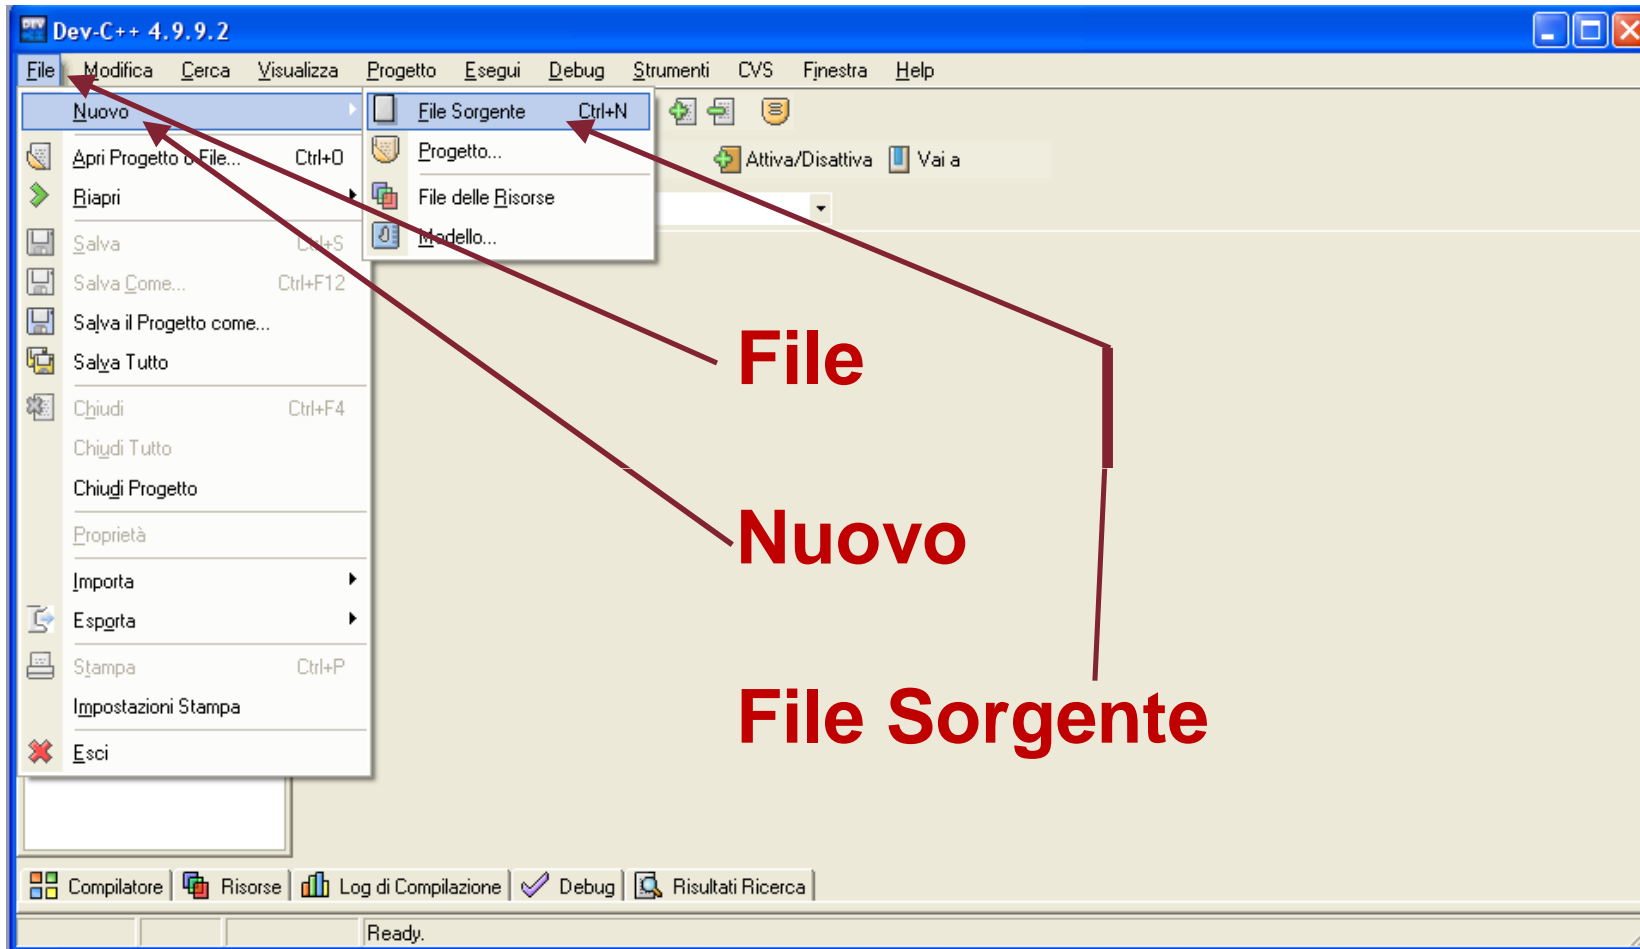 Dev-C++ 4.9.9.2
File Modifica Cerca Visualizza Progetto Esegui Debug Strumenti CVS Finestra Help
Nuovo
File Sorgente Ctrl+N
Apri Progetto o File... Ctrl+O
Progetto...
Attiva/Disattiva Vai a
Riapri
File delle Risorse
Salva Ctrl+S
Modello...
Salva Come... Ctrl+F12
Salva il Progetto come...
Salva Tutto
File
Chiudi Ctrl+F4
Chiudi Tutto
Chiudi Progetto
Proprietà
Nuovo
Importa
Esporta
Stampa Ctrl+P
Impostazioni Stampa
File Sorgente
Esci
Compilatore Risorse Log di Compilazione Debug Risultati Ricerca
Ready.